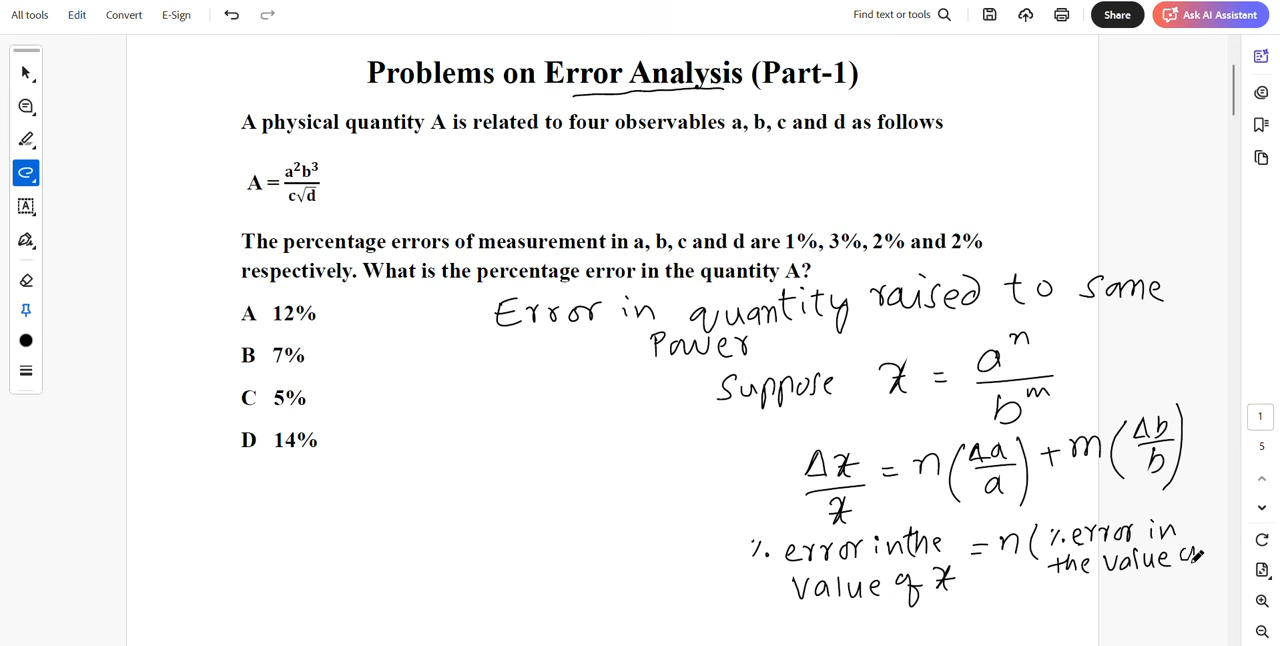 All tools Edit Convert E-Sign Find text or tools Share Ask AI Assistant
Problems on Error Analysis (Part-1)
A physical quantity A is related to four observables a, b, c and d as follows
A = a²b³ / c√d
The percentage errors of measurement in a, b, c and d are 1%, 3%, 2% and 2%
respectively. What is the percentage error in the quantity A?
A 12%
B 7%
C 5%
D 14%
Error in quantity raised to some
Power
Suppose x = aⁿ / bᵐ
Δx / x = n(Δa / a) + m(Δb / b)
% error in the = n( % error in
the value
value of x
1
5